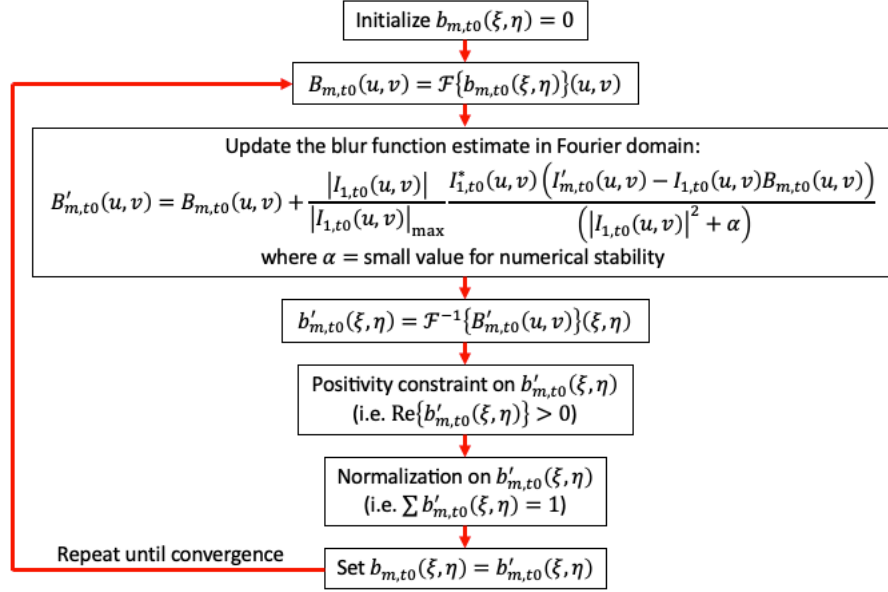 Initialize b_{m,t0}(ξ, η) = 0
B_{m,t0}(u, v) = ℱ{b_{m,t0}(ξ, η)}(u, v)
Update the blur function estimate in Fourier domain:
B′_{m,t0}(u, v) = B_{m,t0}(u, v) + \frac{|I_{1,t0}(u, v)|}{|I_{1,t0}(u, v)|_{max}} \frac{I^*_{1,t0}(u, v) (I′_{m,t0}(u, v) − I_{1,t0}(u, v)B_{m,t0}(u, v))}{(|I_{1,t0}(u, v)|^2 + α)}
where α = small value for numerical stability
b′_{m,t0}(ξ, η) = ℱ^{−1}{B′_{m,t0}(u, v)}(ξ, η)
Positivity constraint on b′_{m,t0}(ξ, η)
(i.e. Re{b′_{m,t0}(ξ, η)} > 0)
Normalization on b′_{m,t0}(ξ, η)
(i.e. ∑ b′_{m,t0}(ξ, η) = 1)
Repeat until convergence
Set b_{m,t0}(ξ, η) = b′_{m,t0}(ξ, η)